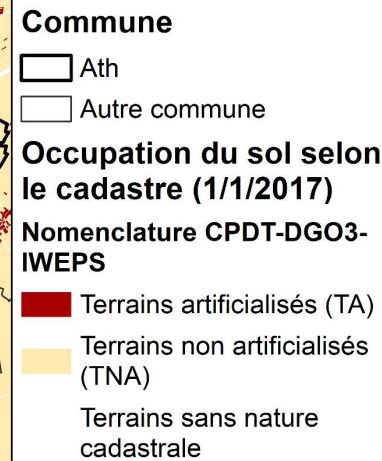 Commune
Ath
Autre commune
Occupation du sol selon
le cadastre (1/1/2017)
Nomenclature CPDT-DGO3-
IWEPS
Terrains artificialisés (TA)
Terrains non artificialisés
(TNA)
Terrains sans nature
cadastrale